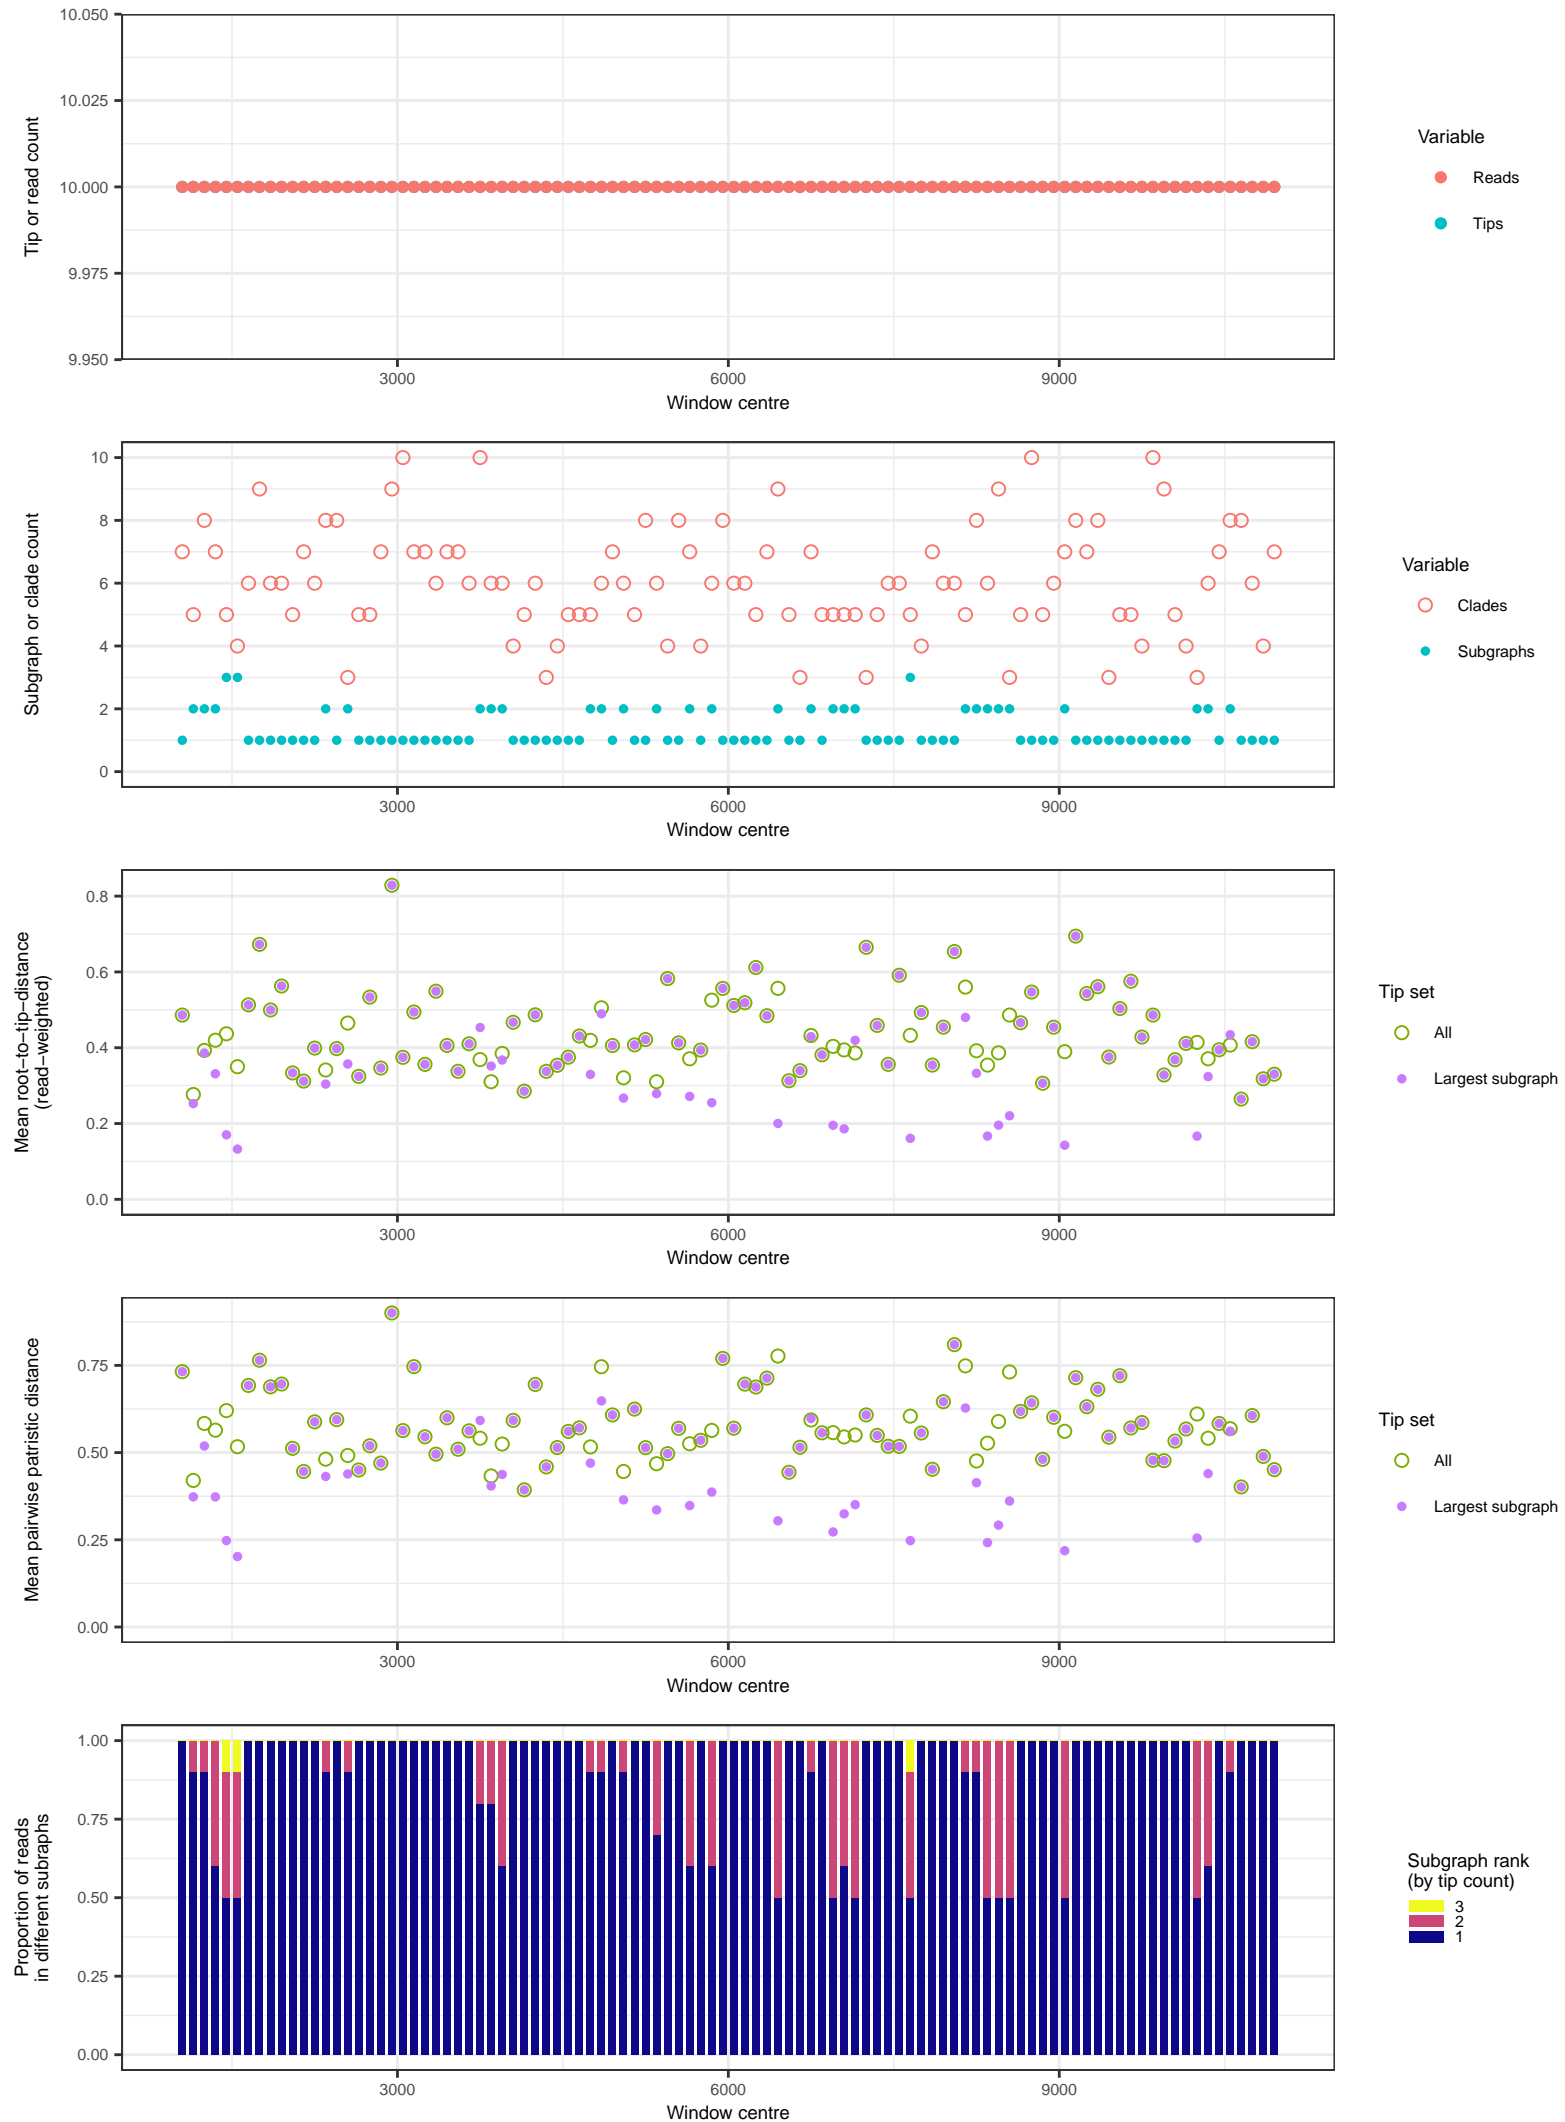 10.050
10.025
10.000
9.975
9.950
Tip or read count
3000
6000
9000
Window centre
Variable
Reads
Tips
10
8
6
4
2
0
Subgraph or clade count
3000
6000
9000
Window centre
Variable
Clades
Subgraphs
0.8
0.6
0.4
0.2
0.0
Mean root−to−tip−distance
(read−weighted)
3000
6000
9000
Window centre
Tip set
All
Largest subgraph
0.75
0.50
0.25
0.00
Mean pairwise patristic distance
3000
6000
9000
Window centre
Tip set
All
Largest subgraph
1.00
0.75
0.50
0.25
0.00
Proportion of reads
in different subraphs
3000
6000
9000
Window centre
Subgraph rank
(by tip count)
3
2
1